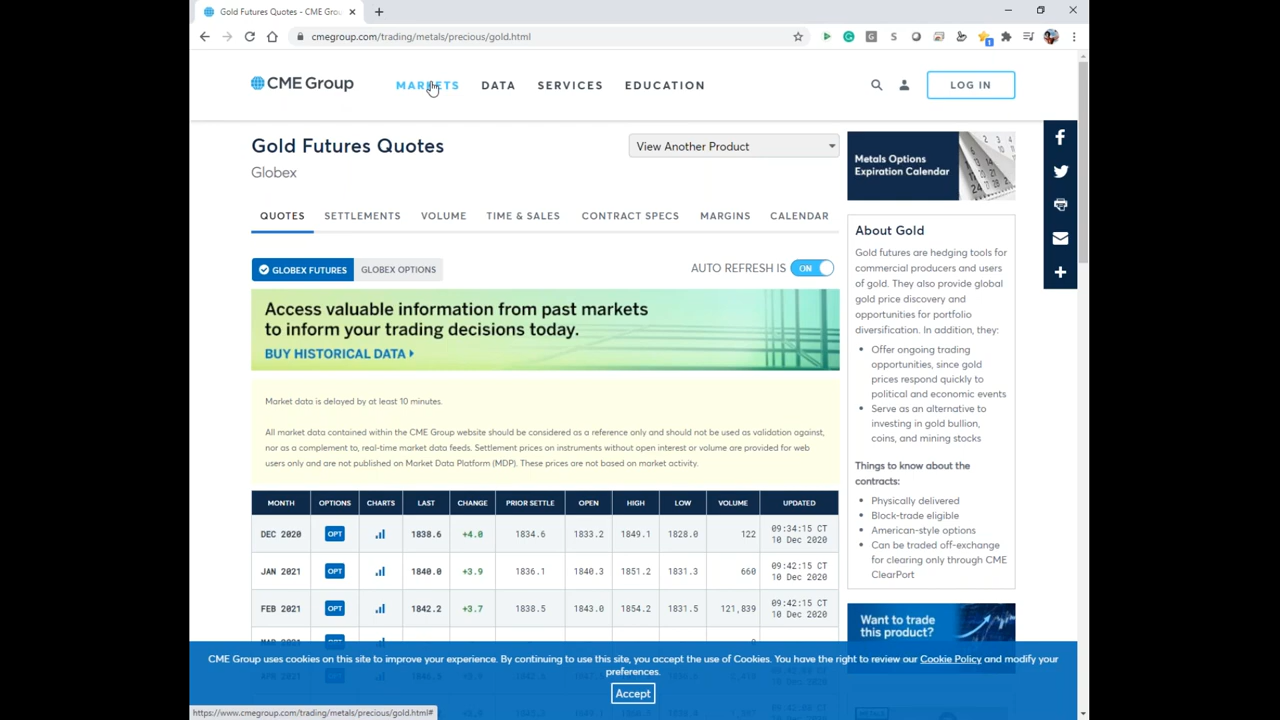 Gold Futures Quotes - CME Grou
cmegroup.com/trading/metals/precious/gold.html
CME Group
MARKETS
DATA
SERVICES
EDUCATION
LOG IN
Gold Futures Quotes
Globex
View Another Product
QUOTES
SETTLEMENTS
VOLUME
TIME & SALES
CONTRACT SPECS
MARGINS
CALENDAR
GLOBEX FUTURES
GLOBEX OPTIONS
AUTO REFRESH IS
ON
Access valuable information from past markets
to inform your trading decisions today.
BUY HISTORICAL DATA
Market data is delayed by at least 10 minutes.
All market data contained within the CME Group website should be considered as a reference only and should not be used as validation against,
nor as a complement to, real-time market data feeds. Settlement prices on instruments without open interest or volume are provided for web
users only and are not published on Market Data Platform (MDP). These prices are not based on market activity.
MONTH OPTIONS CHARTS LAST CHANGE PRIOR SETTLE OPEN HIGH LOW VOLUME UPDATED
DEC 2020 OPT 1838.6 +4.0 1834.6 1833.2 1849.1 1828.0 122 09:34:15 CT
10 Dec 2020
JAN 2021 OPT 1840.0 +3.9 1836.1 1840.3 1851.2 1831.3 660 09:42:15 CT
10 Dec 2020
FEB 2021 OPT 1842.2 +3.7 1838.5 1843.0 1854.2 1831.5 121,839 09:42:15 CT
10 Dec 2020
Metals Options
Expiration Calendar
About Gold
Gold futures are hedging tools for
commercial producers and users
of gold. They also provide global
gold price discovery and
opportunities for portfolio
diversification. In addition, they:
Offer ongoing trading
opportunities, since gold
prices respond quickly to
political and economic events
Serve as an alternative to
investing in gold bullion,
coins, and mining stocks
Things to know about the
contracts:
Physically delivered
Block-trade eligible
American-style options
Can be traded off-exchange
for clearing only through CME
ClearPort
Want to trade
this product?
CME Group uses cookies on this site to improve your experience. By continuing to use this site, you accept the use of Cookies. You have the right to review our Cookie Policy and modify your
preferences.
Accept
https://www.cmegroup.com/trading/metals/precious/gold.html#